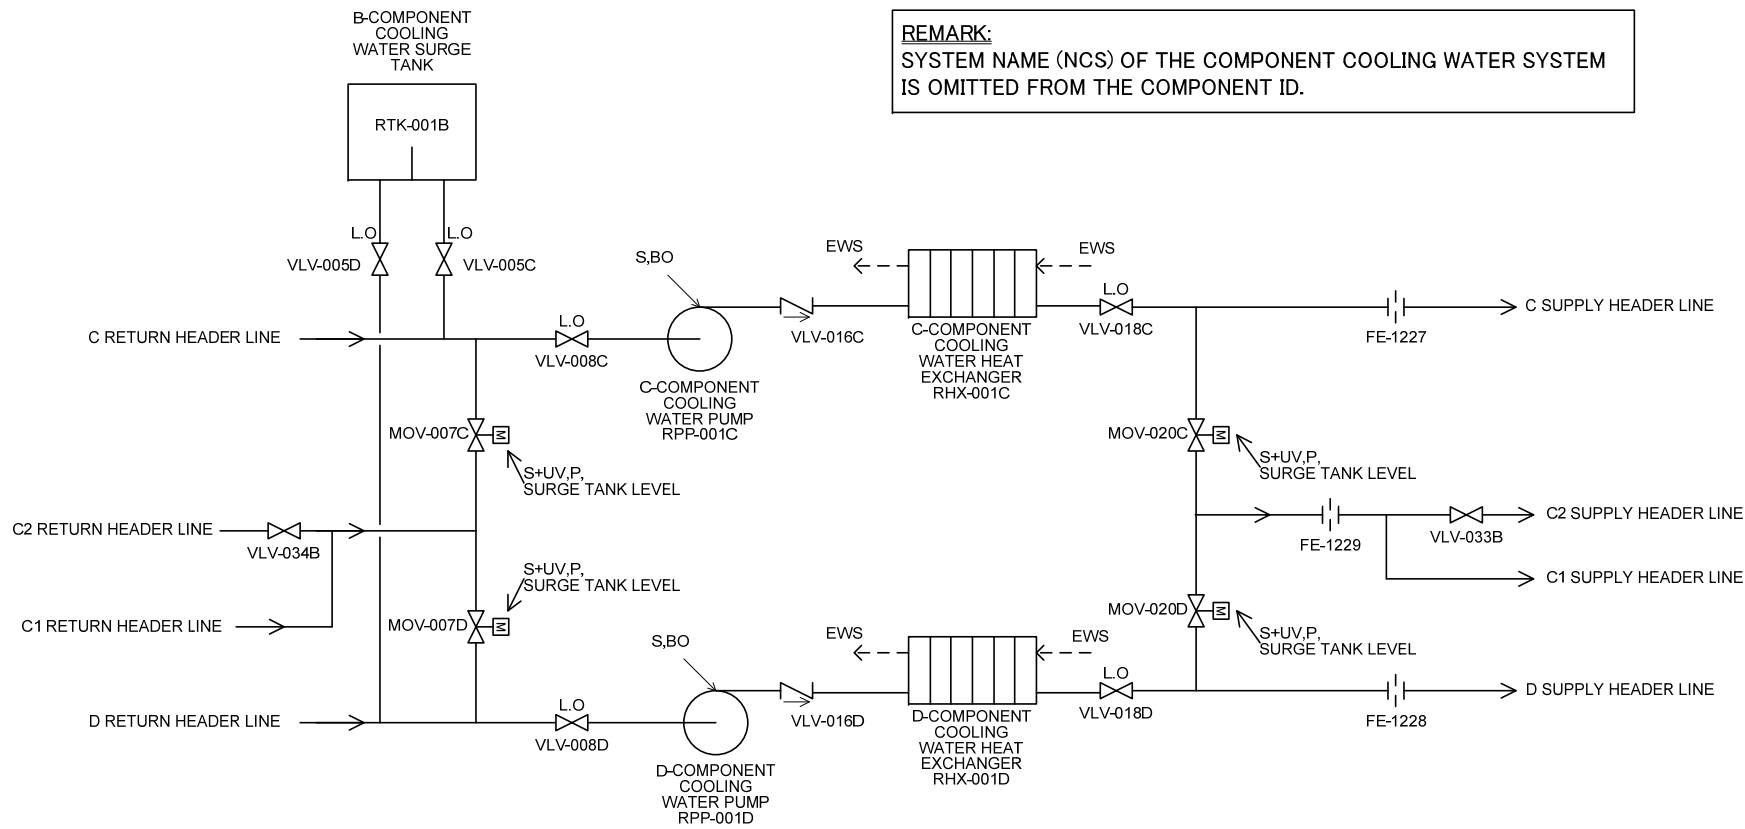 B-COMPONENT
COOLING
WATER SURGE
TANK
REMARK:
SYSTEM NAME (NCS) OF THE COMPONENT COOLING WATER SYSTEM
IS OMITTED FROM THE COMPONENT ID.
RTK-001B
L.O
L.O
VLV-005D
VLV-005C
S,BO
EWS
EWS
L.O
C RETURN HEADER LINE
L.O
VLV-008C
VLV-016C
VLV-018C
FE-1227
C SUPPLY HEADER LINE
C-COMPONENT
COOLING
WATER PUMP
RPP-001C
C-COMPONENT
COOLING
WATER HEAT
EXCHANGER
RHX-001C
MOV-007C
M
S+UV,P,
SURGE TANK LEVEL
MOV-020C
M
S+UV,P,
SURGE TANK LEVEL
C2 RETURN HEADER LINE
VLV-034B
FE-1229
VLV-033B
C2 SUPPLY HEADER LINE
C1 SUPPLY HEADER LINE
S+UV,P,
SURGE TANK LEVEL
C1 RETURN HEADER LINE
MOV-007D
M
MOV-020D
M
S+UV,P,
SURGE TANK LEVEL
S,BO
EWS
EWS
L.O
D RETURN HEADER LINE
L.O
VLV-008D
VLV-016D
VLV-018D
FE-1228
D SUPPLY HEADER LINE
D-COMPONENT
COOLING
WATER PUMP
RPP-001D
D-COMPONENT
COOLING
WATER HEAT
EXCHANGER
RHX-001D